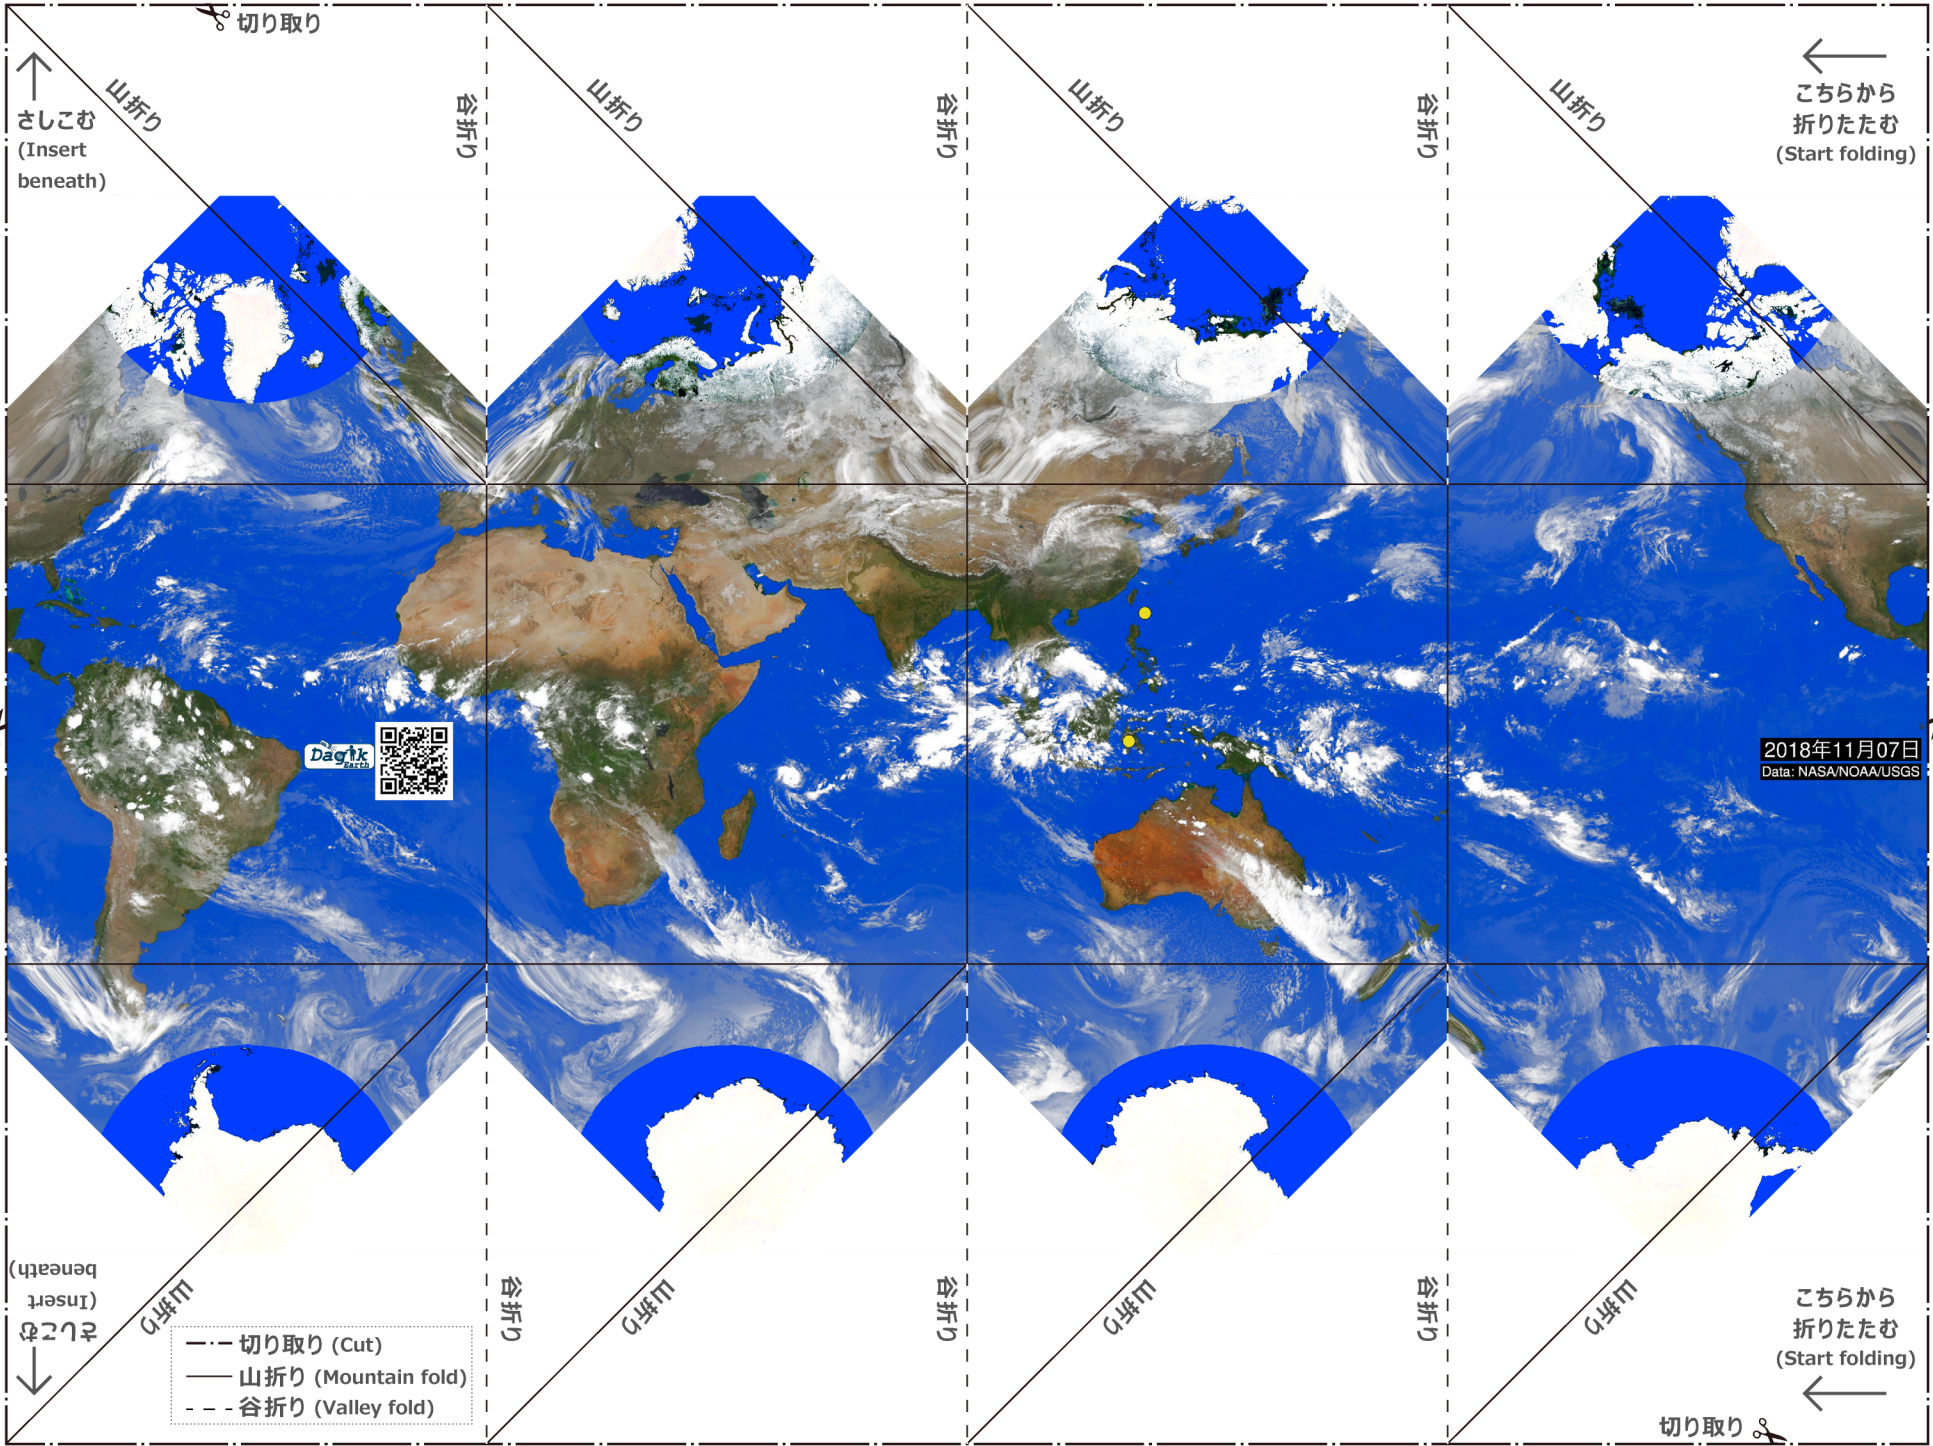 切り取り
山折り
谷折り
山折り
谷折り
山折り
谷折り
山折り
さしこむ
(Insert
beneath)
こちらから
折りたたむ
(Start folding)
Dagik
Earth
2018年11月07日
Data: NASA/NOAA/USGS
さしこむ
(Insert
beneath)
山折り
谷折り
山折り
谷折り
山折り
谷折り
山折り
こちらから
折りたたむ
(Start folding)
切り取り (Cut)
山折り (Mountain fold)
谷折り (Valley fold)
切り取り